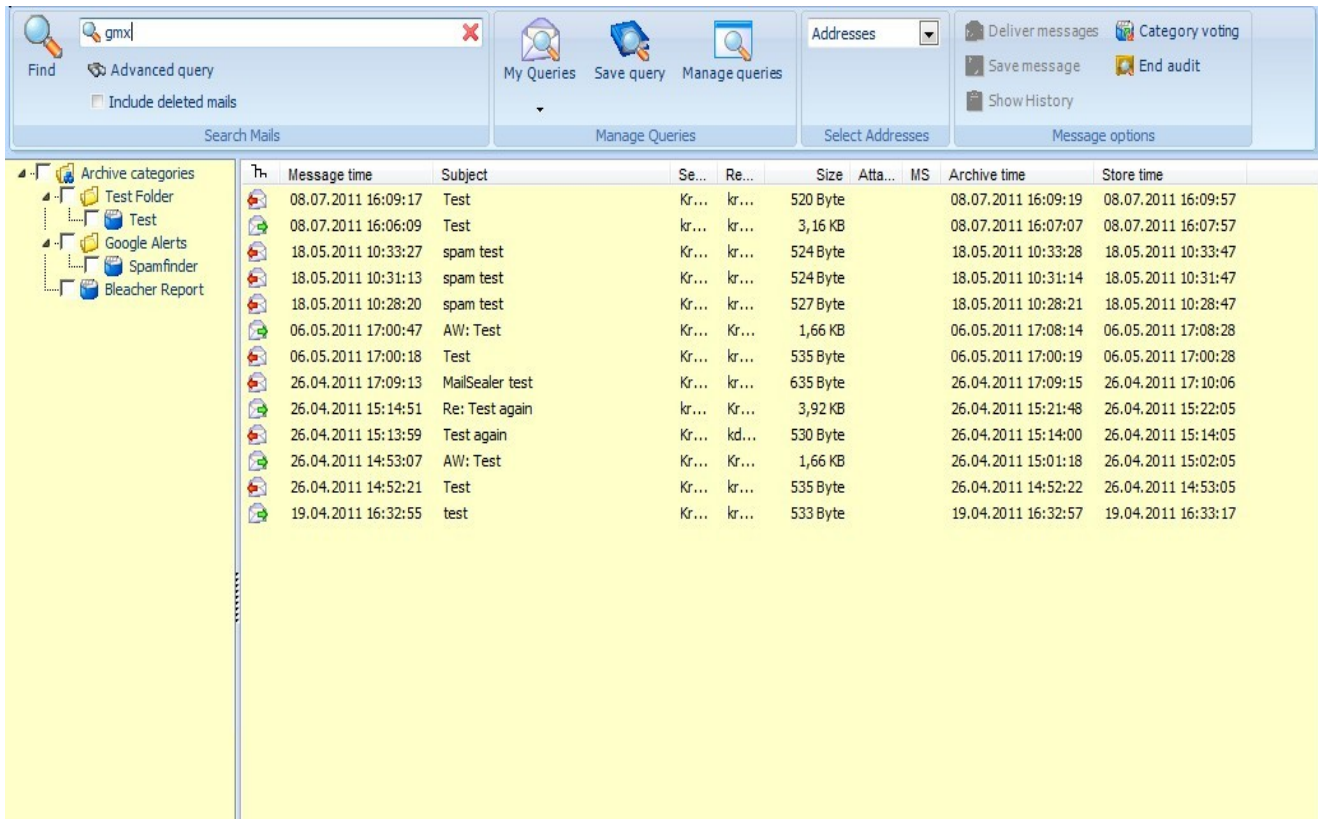 gmx
Find
Advanced query
Include deleted mails
Search Mails
My Queries
Save query
Manage queries
Manage Queries
Addresses
Select Addresses
Deliver messages
Category voting
Save message
End audit
Show History
Message options
Archive categories
Test Folder
Test
Google Alerts
Spamfinder
Bleacher Report
Message time Subject Se... Re... Size Atta... MS Archive time Store time
08.07.2011 16:09:17 Test Kr... kr... 520 Byte 08.07.2011 16:09:19 08.07.2011 16:09:57
08.07.2011 16:06:09 Test kr... Kr... 3,16 KB 08.07.2011 16:07:07 08.07.2011 16:07:57
18.05.2011 10:33:27 spam test Kr... kr... 524 Byte 18.05.2011 10:33:28 18.05.2011 10:33:47
18.05.2011 10:31:13 spam test Kr... kr... 524 Byte 18.05.2011 10:31:14 18.05.2011 10:31:47
18.05.2011 10:28:20 spam test Kr... kr... 527 Byte 18.05.2011 10:28:21 18.05.2011 10:28:47
06.05.2011 17:00:47 AW: Test Kr... Kr... 1,66 KB 06.05.2011 17:08:14 06.05.2011 17:08:28
06.05.2011 17:00:18 Test Kr... kr... 535 Byte 06.05.2011 17:00:19 06.05.2011 17:00:28
26.04.2011 17:09:13 MailSealer test Kr... kr... 635 Byte 26.04.2011 17:09:15 26.04.2011 17:10:06
26.04.2011 15:14:51 Re: Test again kr... Kr... 3,92 KB 26.04.2011 15:21:48 26.04.2011 15:22:05
26.04.2011 15:13:59 Test again Kr... kd... 530 Byte 26.04.2011 15:14:00 26.04.2011 15:14:05
26.04.2011 14:53:07 AW: Test Kr... Kr... 1,66 KB 26.04.2011 15:01:18 26.04.2011 15:02:05
26.04.2011 14:52:21 Test Kr... kr... 535 Byte 26.04.2011 14:52:22 26.04.2011 14:53:05
19.04.2011 16:32:55 test Kr... kr... 533 Byte 19.04.2011 16:32:57 19.04.2011 16:33:17